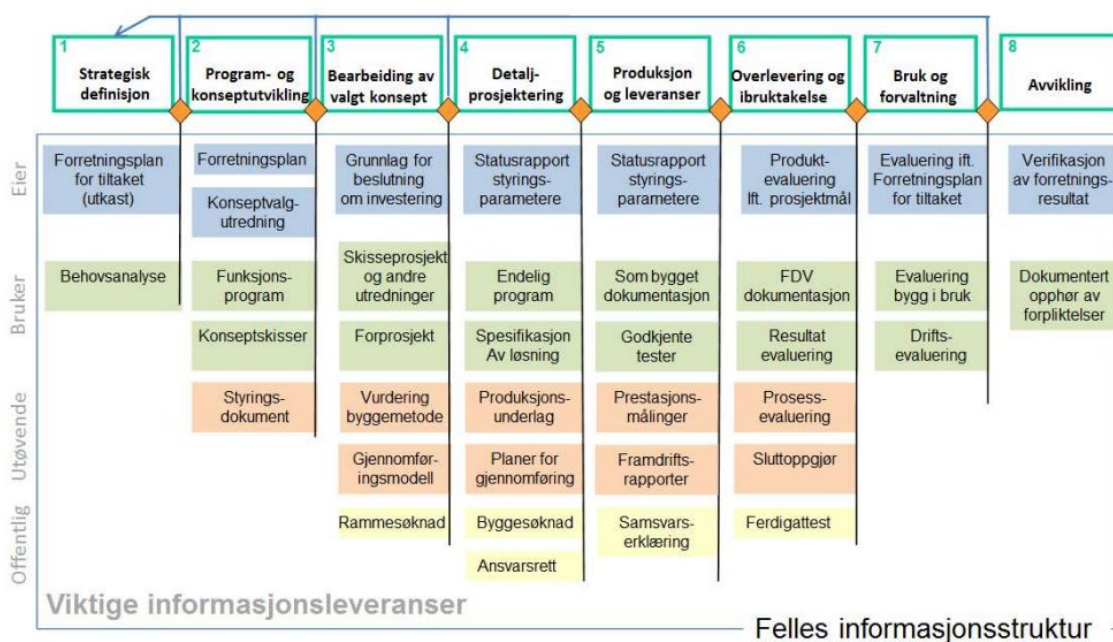 1
Strategisk
definisjon
2
Program- og
konseptutvikling
3
Bearbeiding av
valgt konsept
4
Detalj-
prosjektering
5
Produksjon
og leveranser
6
Overlevering og
ibruktakelse
7
Bruk og
forvaltning
8
Avvikling
Eier
Forretningsplan
for tiltaket
(utkast)
Forretningsplan
Konseptvalg-
utredning
Grunnlag for
beslutning
om investering
Statusrapport
styrings-
parametere
Statusrapport
styrings-
parametere
Produkt-
evaluering
Ift. prosjektmål
Evaluering ift.
Forretningsplan
for tiltaket
Verifikasjon
av forretnings-
resultat
Bruker
Behovsanalyse
Funksjons-
program
Konseptskisser
Skisseprosjekt
og andre
utredninger
Forprosjekt
Endelig
program
Spesifikasjon
Av løsning
Som bygget
dokumentasjon
Godkjente
tester
FDV
dokumentasjon
Resultat
evaluering
Evaluering
bygg i bruk
Drifts-
evaluering
Dokumentert
opphør av
forpliktelser
Utøvende
Styrings-
dokument
Vurdering
byggemetode
Gjennomfør-
ingsmodell
Produksjons-
underlag
Planer for
gjennomføring
Prestasjons-
målinger
Framdrifts-
rapporter
Prosess-
evaluering
Sluttoppgjør
Offentlig
Rammesøknad
Byggesøknad
Ansvarsrett
Samsvars-
erklæring
Ferdigattest
Viktige informasjonsleveranser
Felles informasjonsstruktur